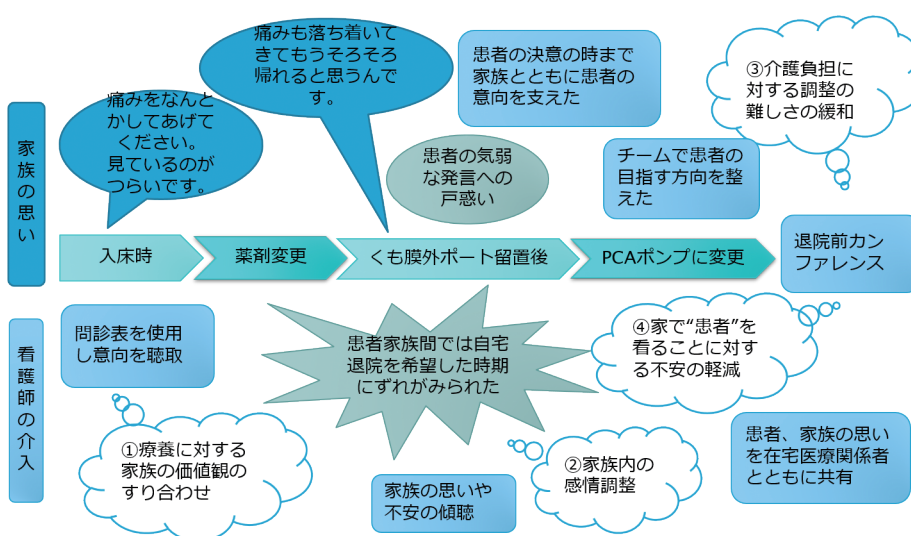 痛みも落ち着いて
きてもうそろそろ
帰れると思うんで
す。
患者の決意の時まで
家族とともに患者の
意向を支えた
③介護負担に
対する調整の
難しさの緩和
痛みをなんと
かしてあげて
ください。
見ているのが
つらいです。
家族の思い
患者の気弱
な発言への
戸惑い
チームで患者の
目指す方向を整
えた
入床時
薬剤変更
くも膜外ポート留置後
PCAポンプに変更
退院前カン
ファレンス
看護師の介入
問診表を使用
し意向を聴取
患者家族間では自宅
退院を希望した時期
にずれがみられた
④家で“患者”を
看ることに対す
る不安の軽減
①療養に対する
家族の価値観の
すり合わせ
家族の思いや
不安の傾聴
②家族内の
感情調整
患者、家族の思い
を在宅医療関係者
とともに共有